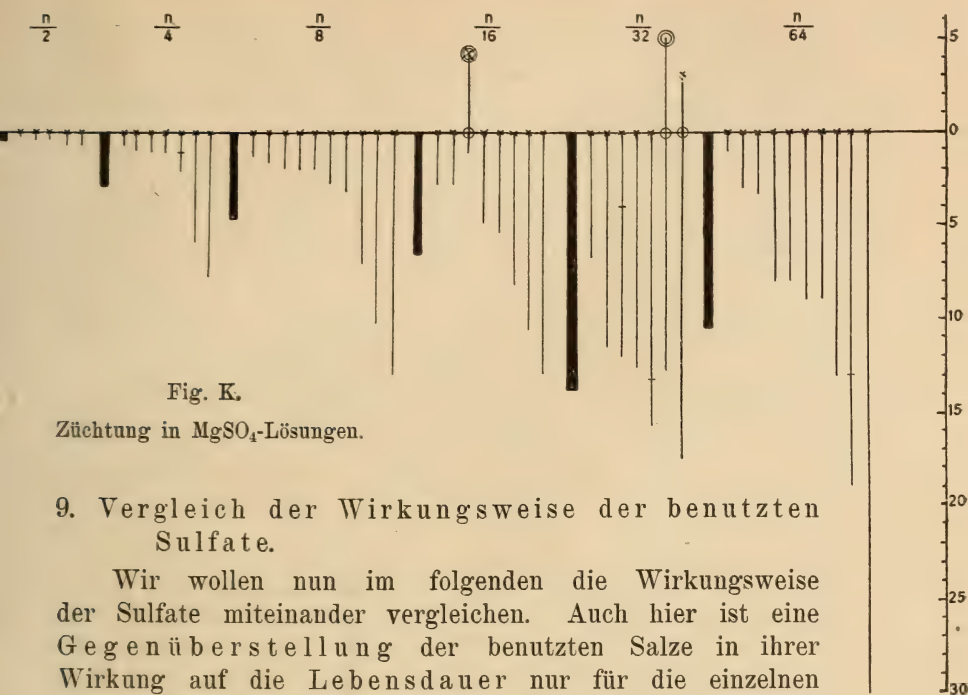 n/2 n/4 n/8 n/16 n/32 n/64
5
0
5
10
15
20
25
30
Fig. K.
Züchtung in MgSO₄-Lösungen.
9. Vergleich der Wirkungsweise der benutzten
Sulfate.
Wir wollen nun im folgenden die Wirkungsweise
der Sulfate miteinander vergleichen. Auch hier ist eine
Gegenüberstellung der benutzten Salze in ihrer
Wirkung auf die Lebensdauer nur für die einzelnen